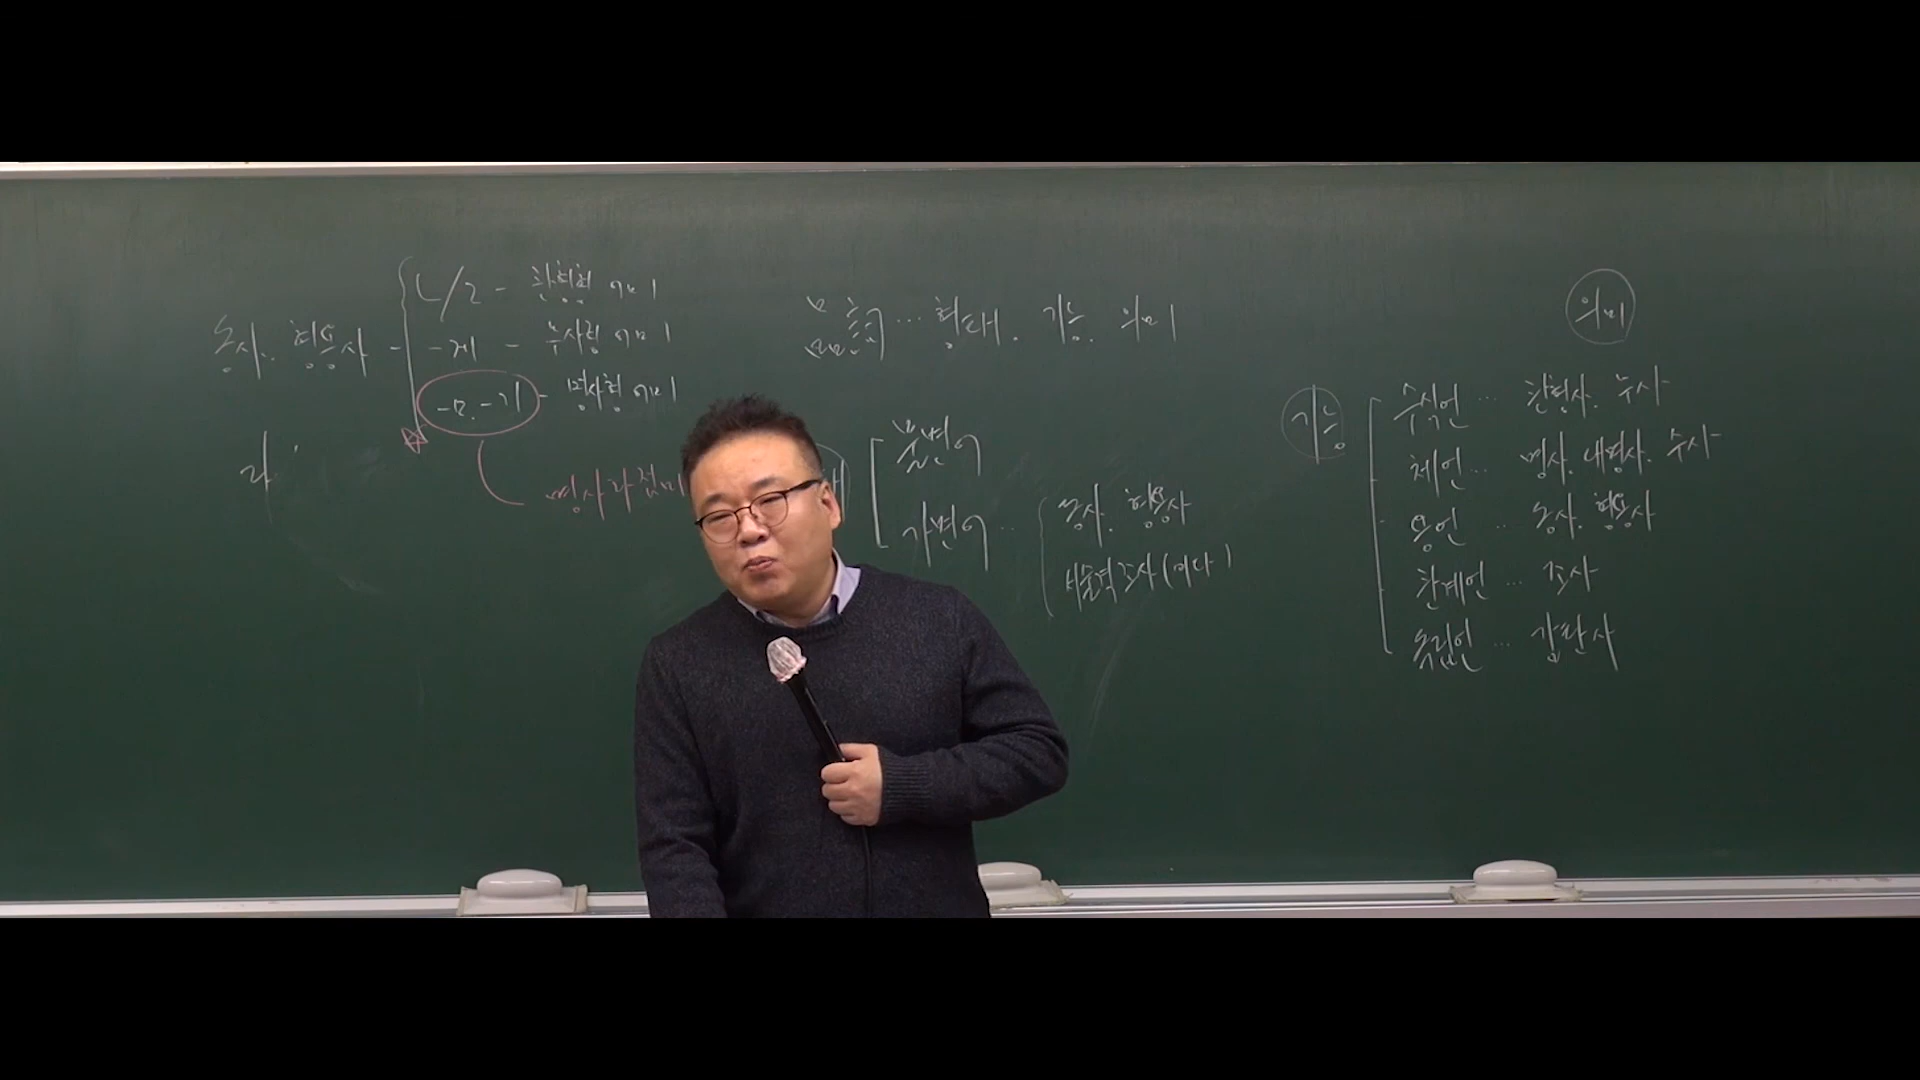 동사. 형용사 -
ㄴ/ㄹ - 관형형 어미
-게 - 부사형 어미
-ㅁ. -기 - 명사형 어미
명사화 접미
품사 분류 … 형태. 기능. 의미
불변어
가변어 …
동사. 형용사
서술격조사(이다)
의미
기능
수식언 … 관형사. 부사
체언 … 명사. 대명사. 수사
용언 … 동사. 형용사
관계언 … 조사
독립언 … 감탄사